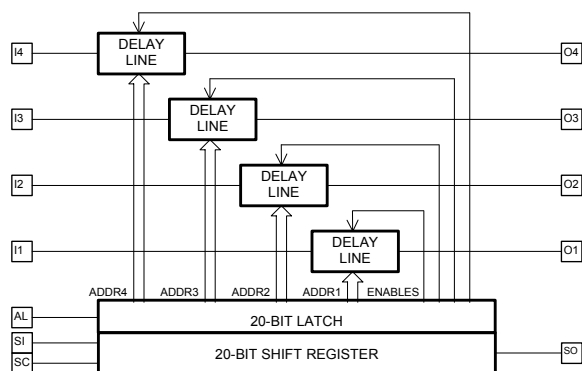 DELAY
LINE
I4
O4
DELAY
LINE
I3
O3
DELAY
LINE
I2
O2
DELAY
LINE
I1
O1
ADDR4 ADDR3 ADDR2 ADDR1 ENABLES
AL
20-BIT LATCH
SI
20-BIT SHIFT REGISTER
SO
SC